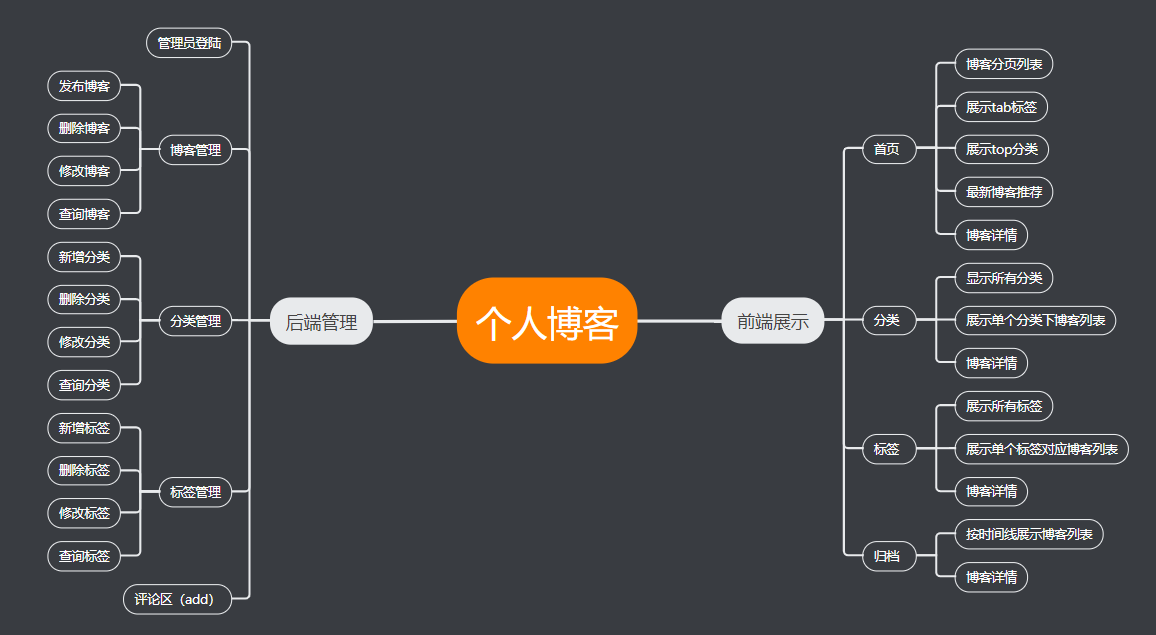 个人博客
后端管理
管理员登陆
博客管理
发布博客
删除博客
修改博客
查询博客
分类管理
新增分类
删除分类
修改分类
查询分类
标签管理
新增标签
删除标签
修改标签
查询标签
评论区（add）
前端展示
首页
博客分页列表
展示tab标签
展示top分类
最新博客推荐
博客详情
分类
显示所有分类
展示单个分类下博客列表
博客详情
标签
展示所有标签
展示单个标签对应博客列表
博客详情
归档
按时间线展示博客列表
博客详情